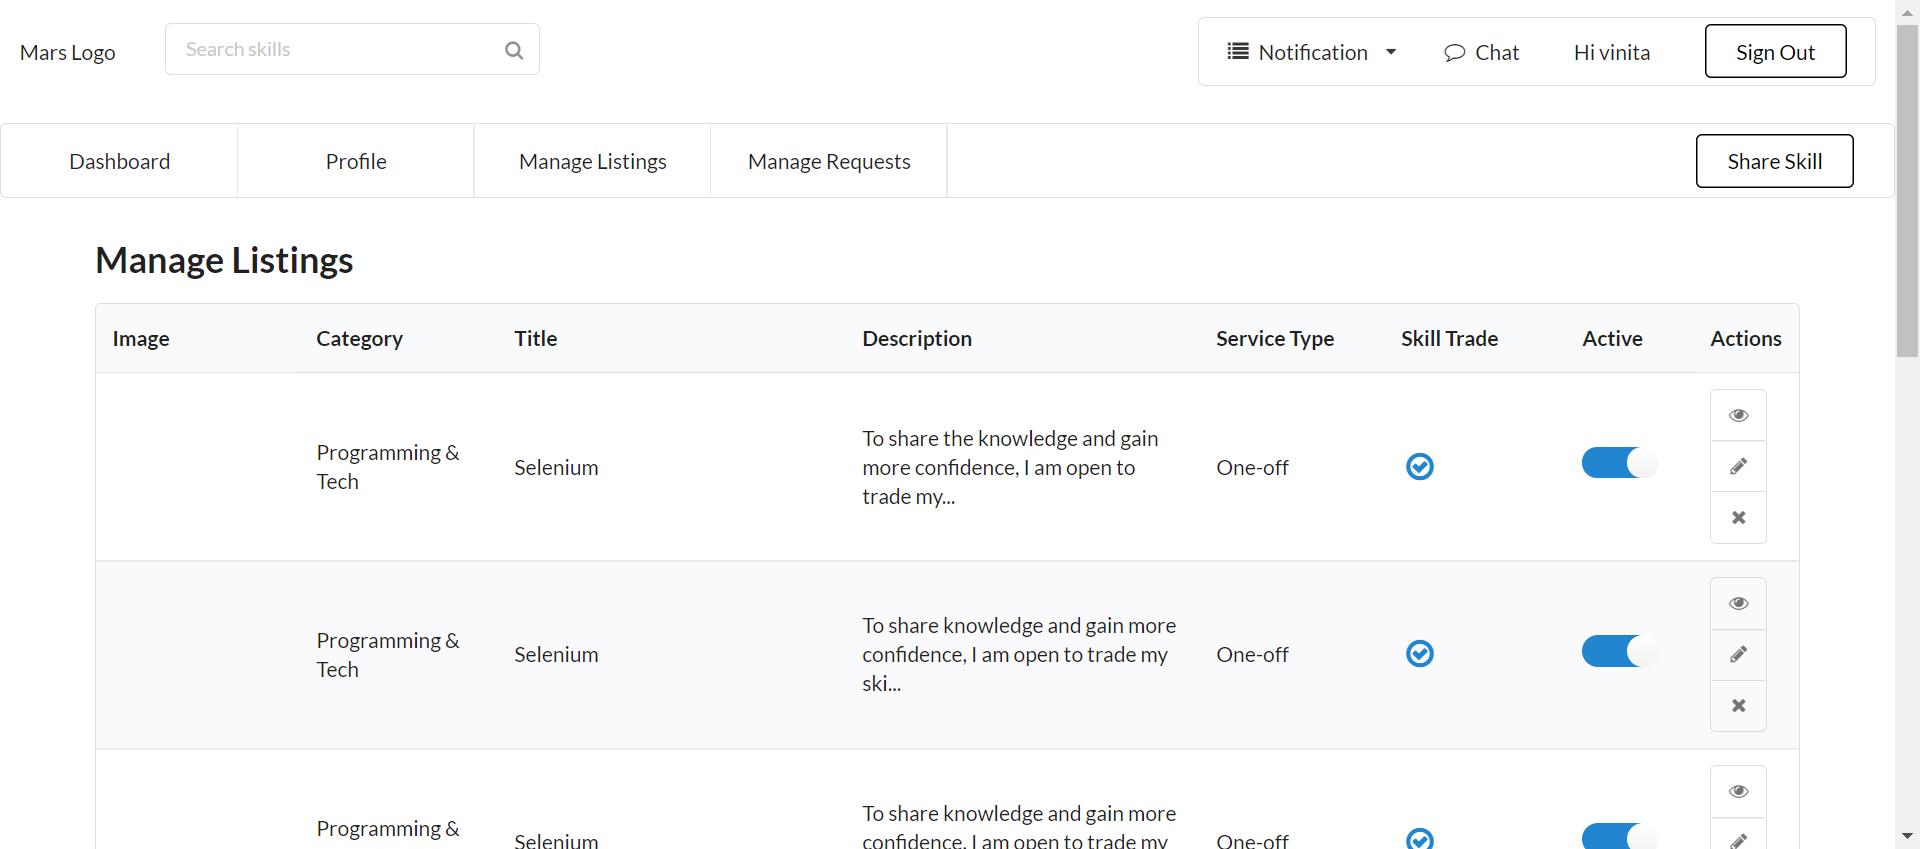 Mars Logo
Search skills
Notification
Chat
Hi vinita
Sign Out
Dashboard
Profile
Manage Listings
Manage Requests
Share Skill
Manage Listings
Image
Category
Title
Description
Service Type
Skill Trade
Active
Actions
Programming &
Tech
Selenium
To share the knowledge and gain
more confidence, I am open to
trade my...
One-off
Programming &
Tech
Selenium
To share knowledge and gain more
confidence, I am open to trade my
ski...
One-off
Programming &
Selenium
To share knowledge and gain more
confidence, I am open to trade my
One-off